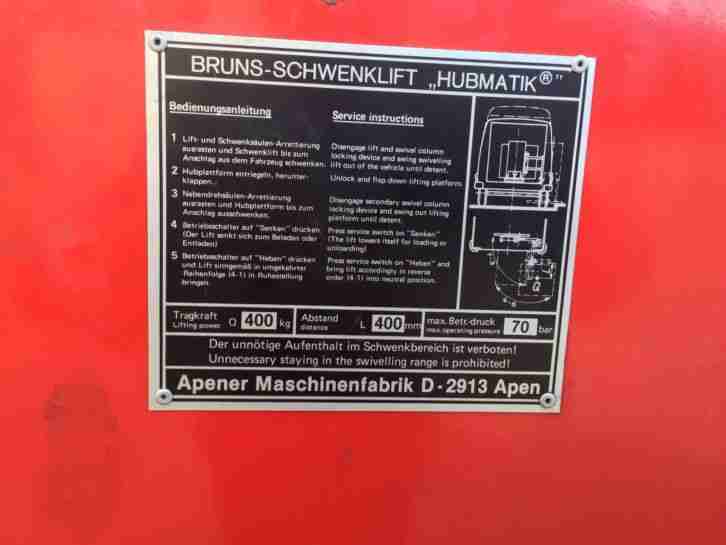 BRUNS-SCHWENKLIFT „HUBMATIK®"
Bedienungsanleitung
1 Lift- und Schwenksäulen-Arretierung
ausrasten und Schwenklift bis zum
Anschlag aus dem Fahrzeug schwenken.
2 Hubplattform entriegeln, herunter-
klappen.
3 Nebendrehsäulen-Arretierung
ausrasten und Hubplattform bis zum
Anschlag ausschwenken.
4 Betriebsschalter auf "Senken" drücken
(Der Lift senkt sich zum Beladen oder
Entladen)
5 Betriebsschalter auf "Heben" drücken
und Lift sinngemäß in umgekehrter
Reihenfolge (4-1) in Ruhestellung
bringen.
Service instructions
Disengage lift and swivel column
locking device and swing swivelling
lift out of the vehicle until detent.
Unlock and flap down lifting platform.
Disengage secondary swivel column
locking device and swing out lifting
platform until detent.
Press service switch on "Senken"
(The lift lowers itself for loading or
unloading)
Press service switch on "Heben" and
bring lift accordingly in reverse
order (4-1) into neutral position.
Q
Tragkraft Q 400 kg Abstand L 400 mm max. Betr.-druck 70 bar
Lifting power distance max. operating pressure
Der unnötige Aufenthalt im Schwenkbereich ist verboten!
Unnecessary staying in the swivelling range is prohibited!
Apener Maschinenfabrik D-2913 Apen